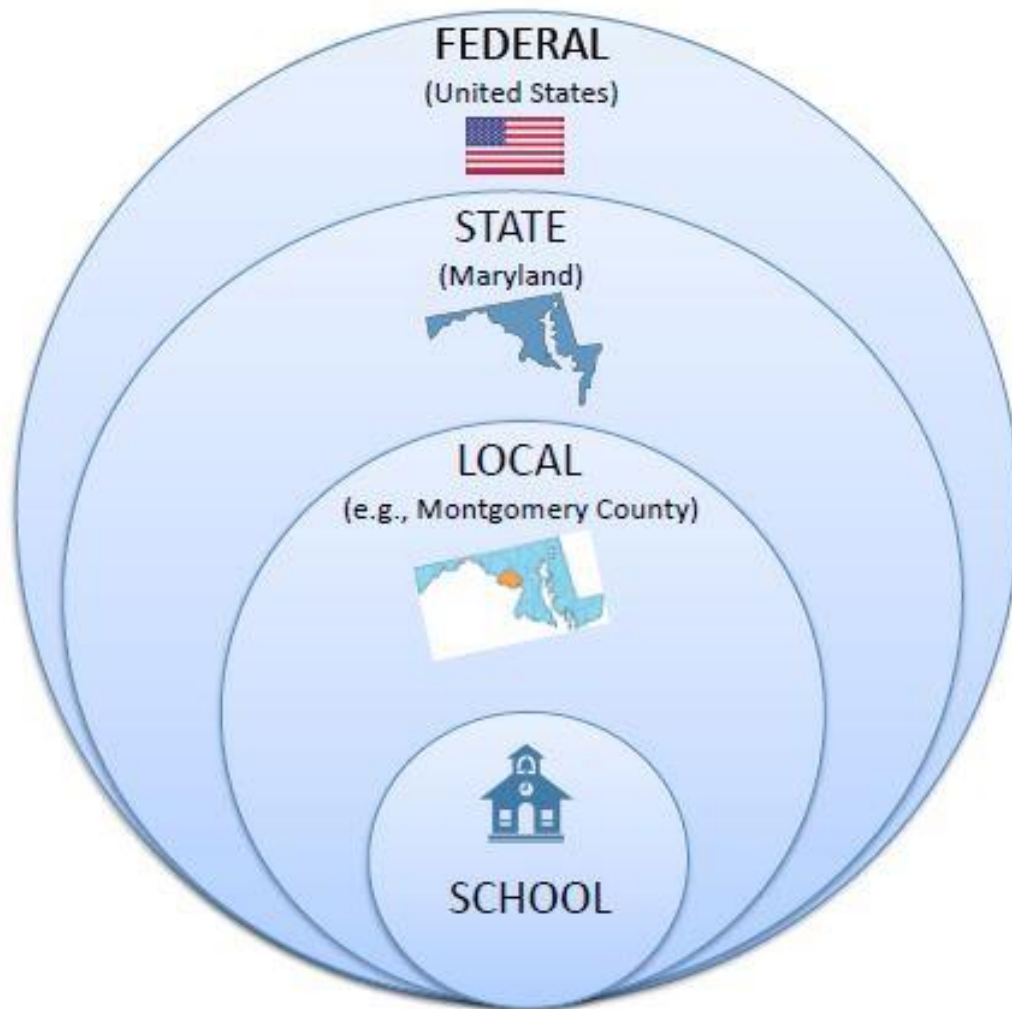 FEDERAL
(United States)
STATE
(Maryland)
LOCAL
(e.g., Montgomery County)
SCHOOL